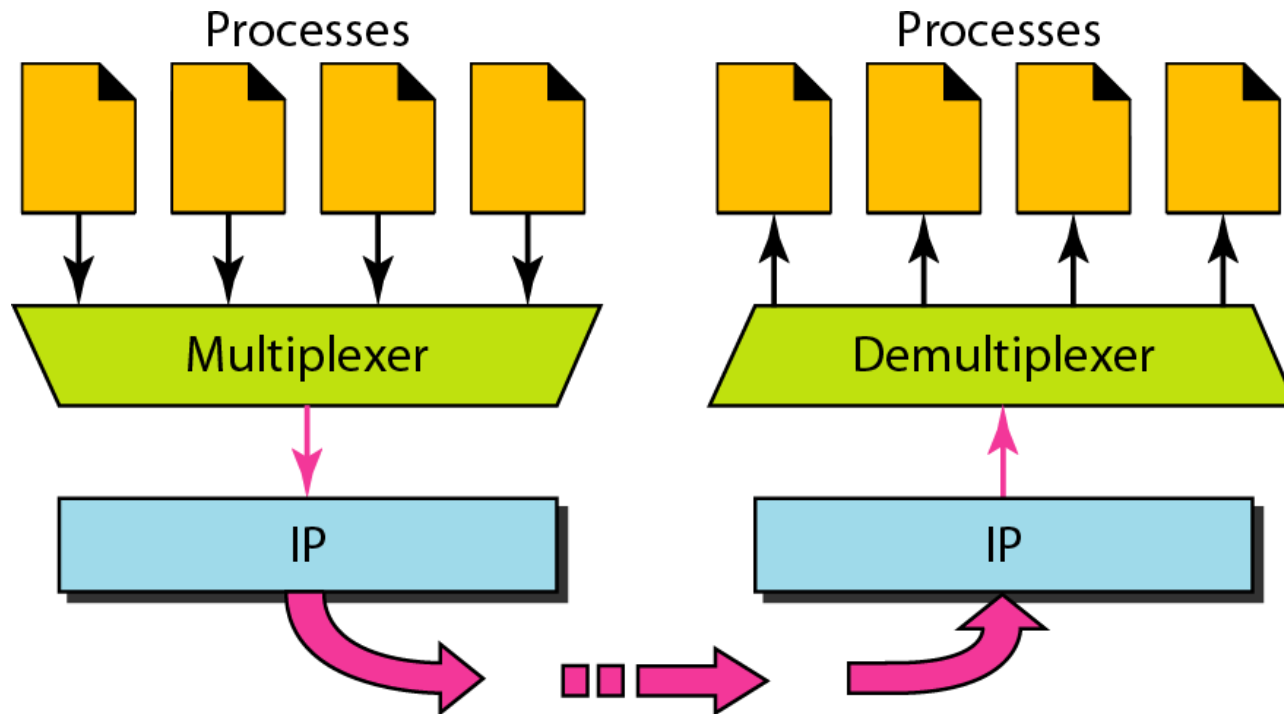 Processes
Processes
Multiplexer
Demultiplexer
IP
IP